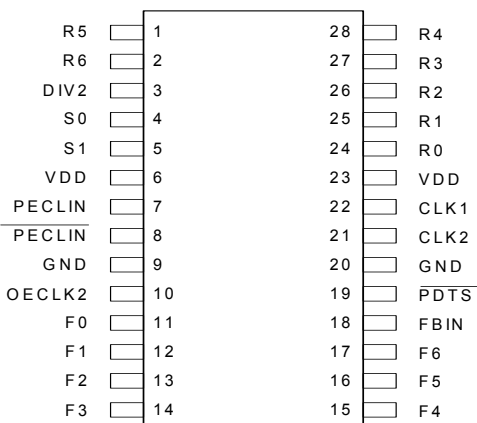 R5 1 28 R4
R6 2 27 R3
DIV2 3 26 R2
S0 4 25 R1
S1 5 24 R0
VDD 6 23 VDD
PECLIN 7 22 CLK1
PECLIN 8 21 CLK2
GND 9 20 GND
OECLK2 10 19 PDTS
F0 11 18 FBIN
F1 12 17 F6
F2 13 16 F5
F3 14 15 F4